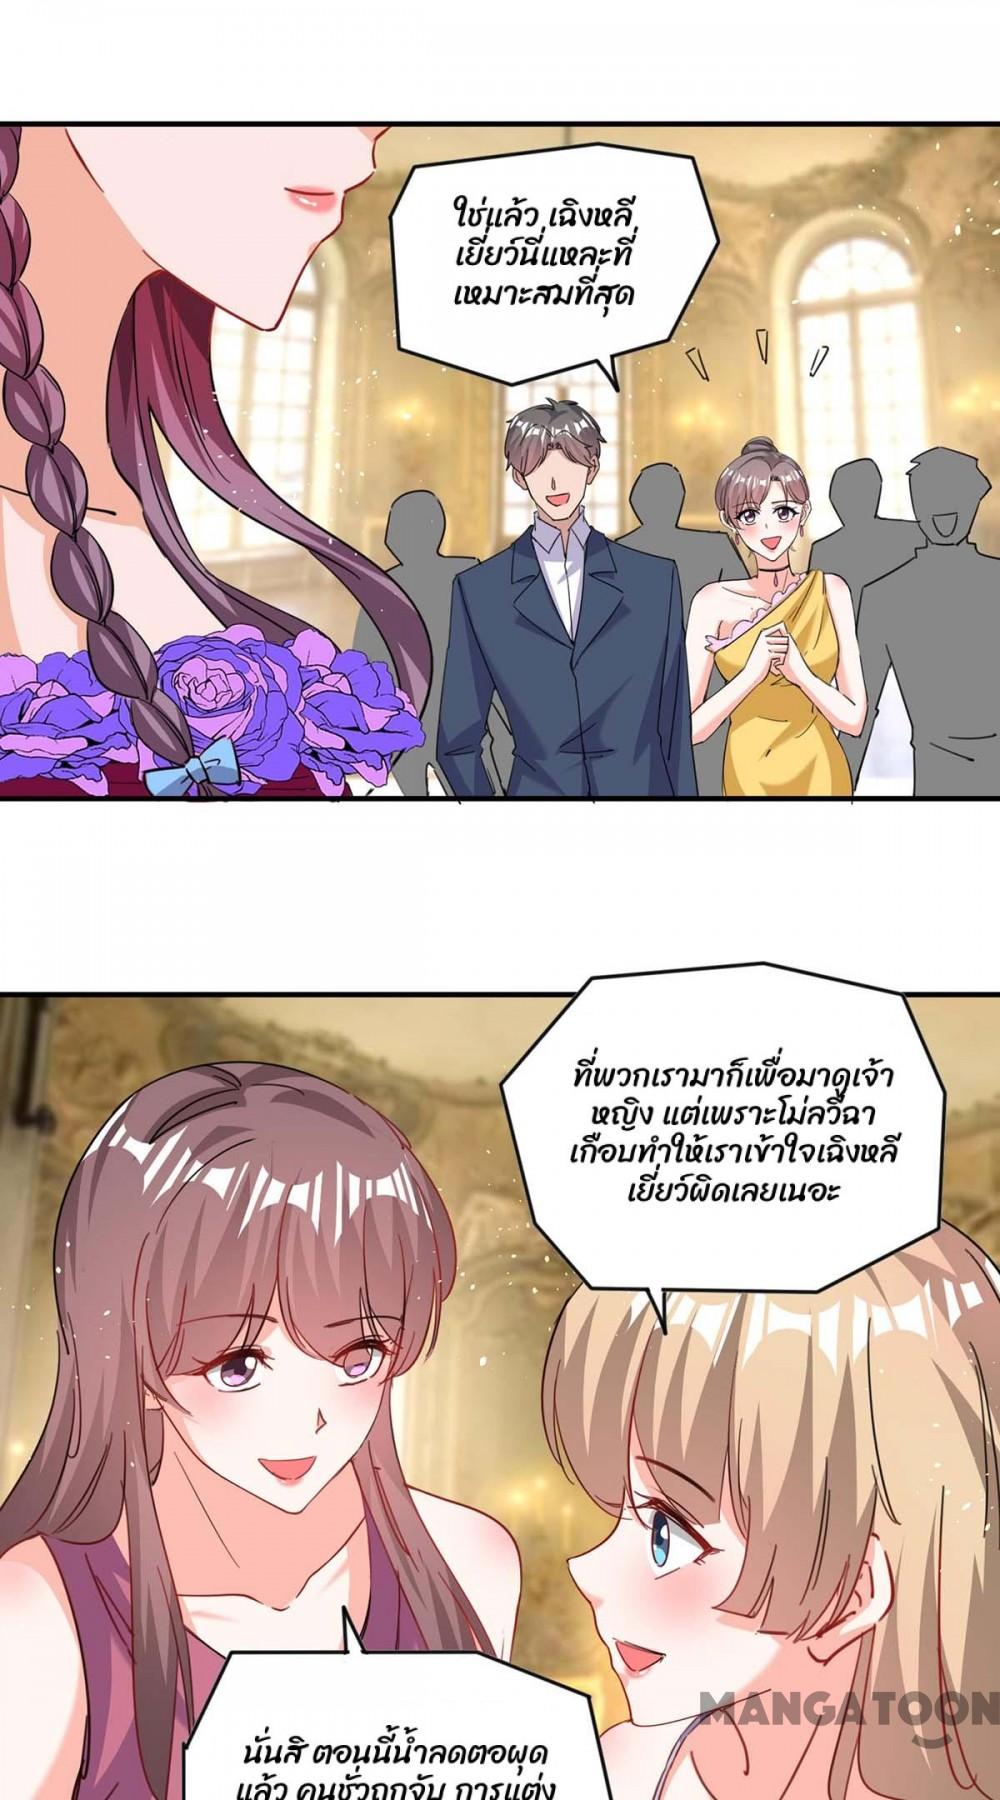 ใช่แล้ว เฉิงหลี
เยี่ยว์นี่แหละที่
เหมาะสมที่สุด
ที่พวกเรามาก็เพื่อมาดูเจ้า
หญิง แต่เพราะโม่ลวี่ฉา
เกือบทำให้เราเข้าใจเฉิงหลี
เยี่ยว์ผิดเลยเนอะ
MANGATOON
นั่นสิ ตอนนี้น้ำลดตอผุด
แล้ว คนชั่วถูกจับ การแต่ง